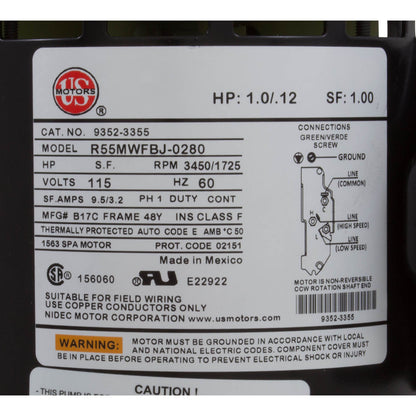 US
MOTORS
®
HP: 1.0/.12 SF: 1.00
CAT. NO. 9352-3355
MODEL R55MWFBJ-0280
HP S.F. RPM 3450/1725
VOLTS 115 HZ 60
SF.AMPS 9.5/3.2 PH 1 DUTY CONT
MFG# B17C FRAME 48Y INS CLASS F
THERMALLY PROTECTED AUTO CODE E AMB °C 50
1563 SPA MOTOR PROT. CODE 02151
Made in Mexico
156060 E22922
SUITABLE FOR FIELD WIRING
USE COPPER CONDUCTORS ONLY
NIDEC MOTOR CORPORATION www.usmotors.com
CONNECTIONS
GREEN/VERDE
SCREW
GROUND
LINE
(COMMON)
LINE
(HIGH SPEED)
LINE
(LOW SPEED)
MOTOR IS NON-REVERSIBLE
CCW ROTATION SHAFT END
9352-3355
WARNING: MOTOR MUST BE GROUNDED IN ACCORDANCE WITH LOCAL
AND NATIONAL ELECTRIC CODES. COMPONENT COVER MUST
BE IN PLACE BEFORE OPERATION TO PREVENT ELECTRICAL SHOCK OR INJURY
CAUTION !